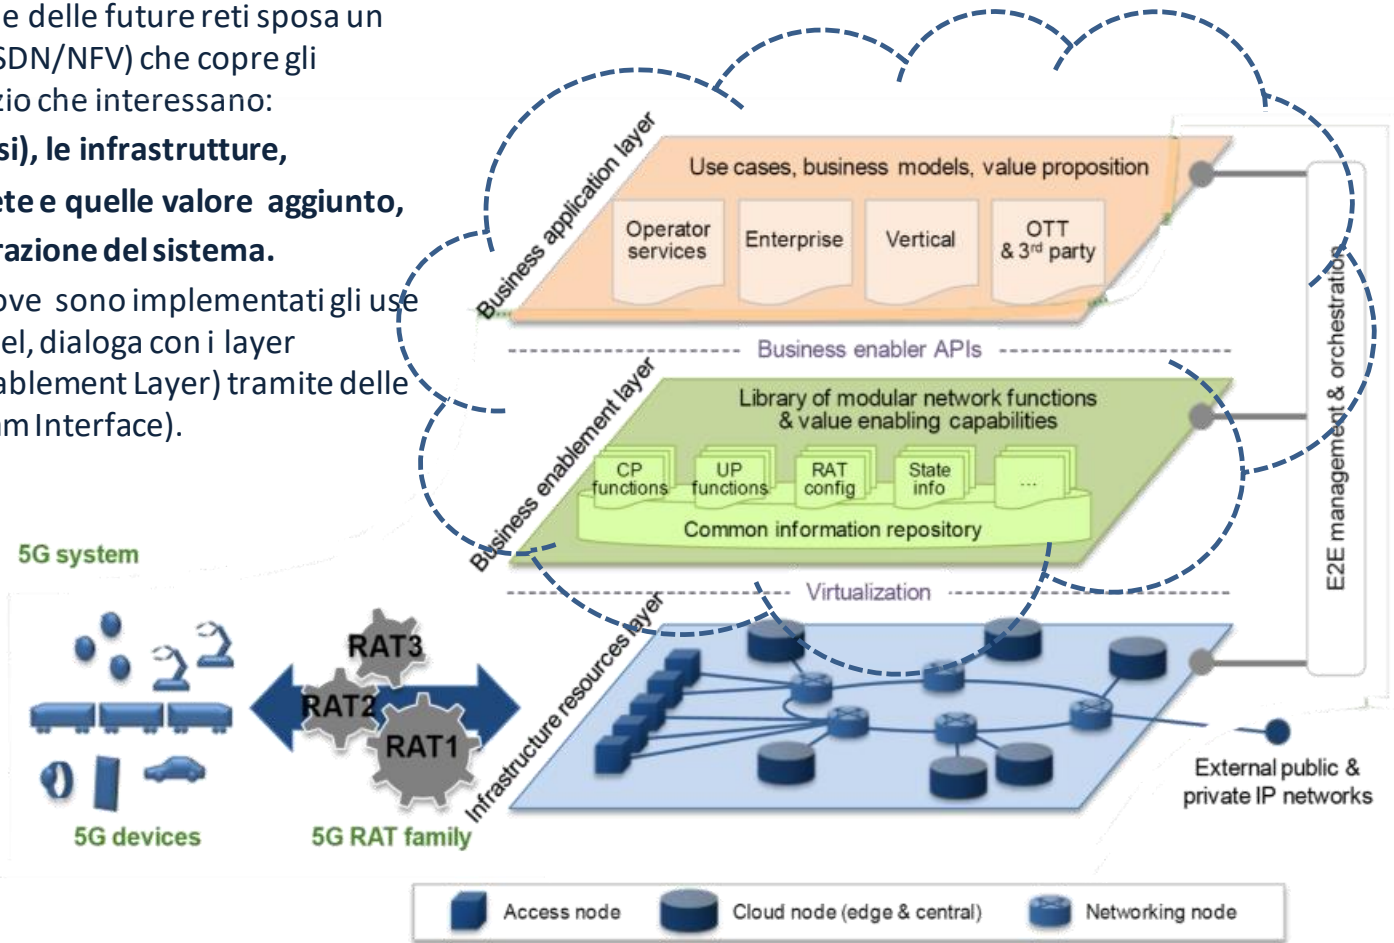 e delle future reti sposa un
SDN/NFV) che copre gli
zio che interessano:
si), le infrastrutture,
ete e quelle valore aggiunto,
razione del sistema.
ove sono implementati gli use
el, dialoga con i layer
ablement Layer) tramite delle
m Interface).
Business application layer
Use cases, business models, value proposition
Operator
services
Enterprise
Vertical
OTT
& 3rd party
Business enabler APIs
Business enablement layer
Library of modular network functions
& value enabling capabilities
CP
functions
UP
functions
RAT
config
State
info
...
Common information repository
Virtualization
E2E management & orchestration
Infrastructure resources layer
5G system
RAT3
RAT2
RAT1
5G devices
5G RAT family
External public &
private IP networks
Access node
Cloud node (edge & central)
Networking node